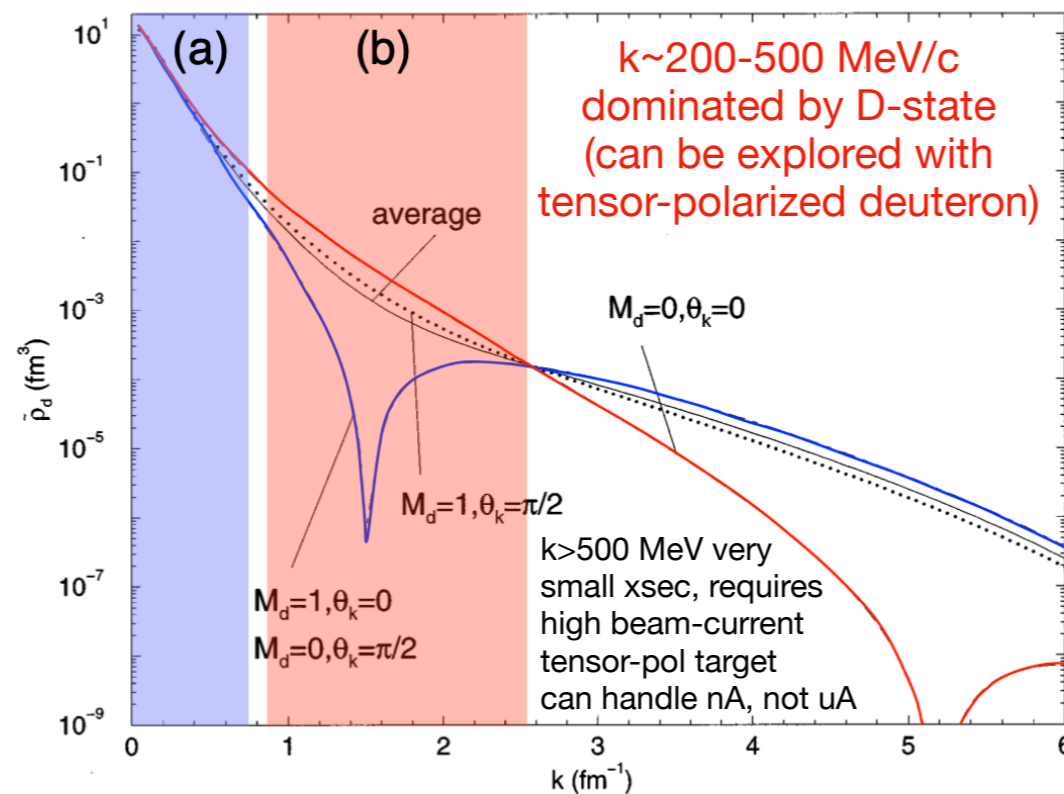 (a)
(b)
k~200-500 MeV/c
dominated by D-state
(can be explored with
tensor-polarized deuteron)
average
M_d=0,θ_k=0
M_d=1,θ_k=π/2
M_d=1,θ_k=0
M_d=0,θ_k=π/2
k>500 MeV very
small xsec, requires
high beam-current
tensor-pol target
can handle nA, not uA
ρ̃_d (fm³)
10¹
10⁻¹
10⁻³
10⁻⁵
10⁻⁷
10⁻⁹
0 1 2 3 4 5 6
k (fm⁻¹)